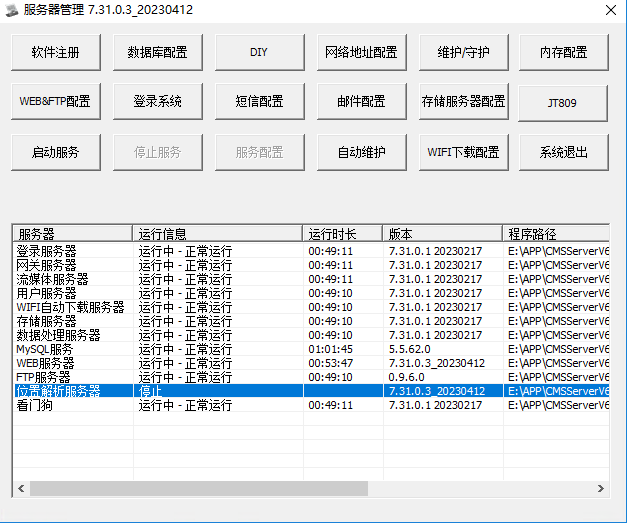 服务器管理 7.31.0.3_20230412
软件注册 数据库配置 DIY 网络地址配置 维护/守护 内存配置
WEB&FTP配置 登录系统 短信配置 邮件配置 存储服务器配置 JT809
启动服务 停止服务 服务配置 自动维护 WIFI下载配置 系统退出
服务器 运行信息 运行时长 版本 程序路径
登录服务器 运行中 - 正常运行 00:49:11 7.31.0.1 20230217 E:\APP\CMSServerV6
网关服务器 运行中 - 正常运行 00:49:11 7.31.0.1 20230217 E:\APP\CMSServerV6
流媒体服务器 运行中 - 正常运行 00:49:11 7.31.0.1 20230217 E:\APP\CMSServerV6
用户服务器 运行中 - 正常运行 00:49:10 7.31.0.1 20230217 E:\APP\CMSServerV6
WIFI自动下载服务器 运行中 - 正常运行 00:49:10 7.31.0.1 20230217 E:\APP\CMSServerV6
存储服务器 运行中 - 正常运行 00:49:10 7.31.0.1 20230217 E:\APP\CMSServerV6
数据处理服务器 运行中 - 正常运行 00:49:10 7.31.0.1 20230217 E:\APP\CMSServerV6
MySQL服务 运行中 - 正常运行 01:01:45 5.5.62.0 E:\APP\CMSServerV6
WEB服务器 运行中 - 正常运行 00:53:47 7.31.0.3_20230412 E:\APP\CMSServerV6
FTP服务器 运行中 - 正常运行 00:49:10 0.9.6.0 E:\APP\CMSServerV6
位置解析服务器 停止 7.31.0.3_20230412 E:\APP\CMSServerV6
看门狗 运行中 - 正常运行 00:49:11 7.31.0.1 20230217 E:\APP\CMSServerV6